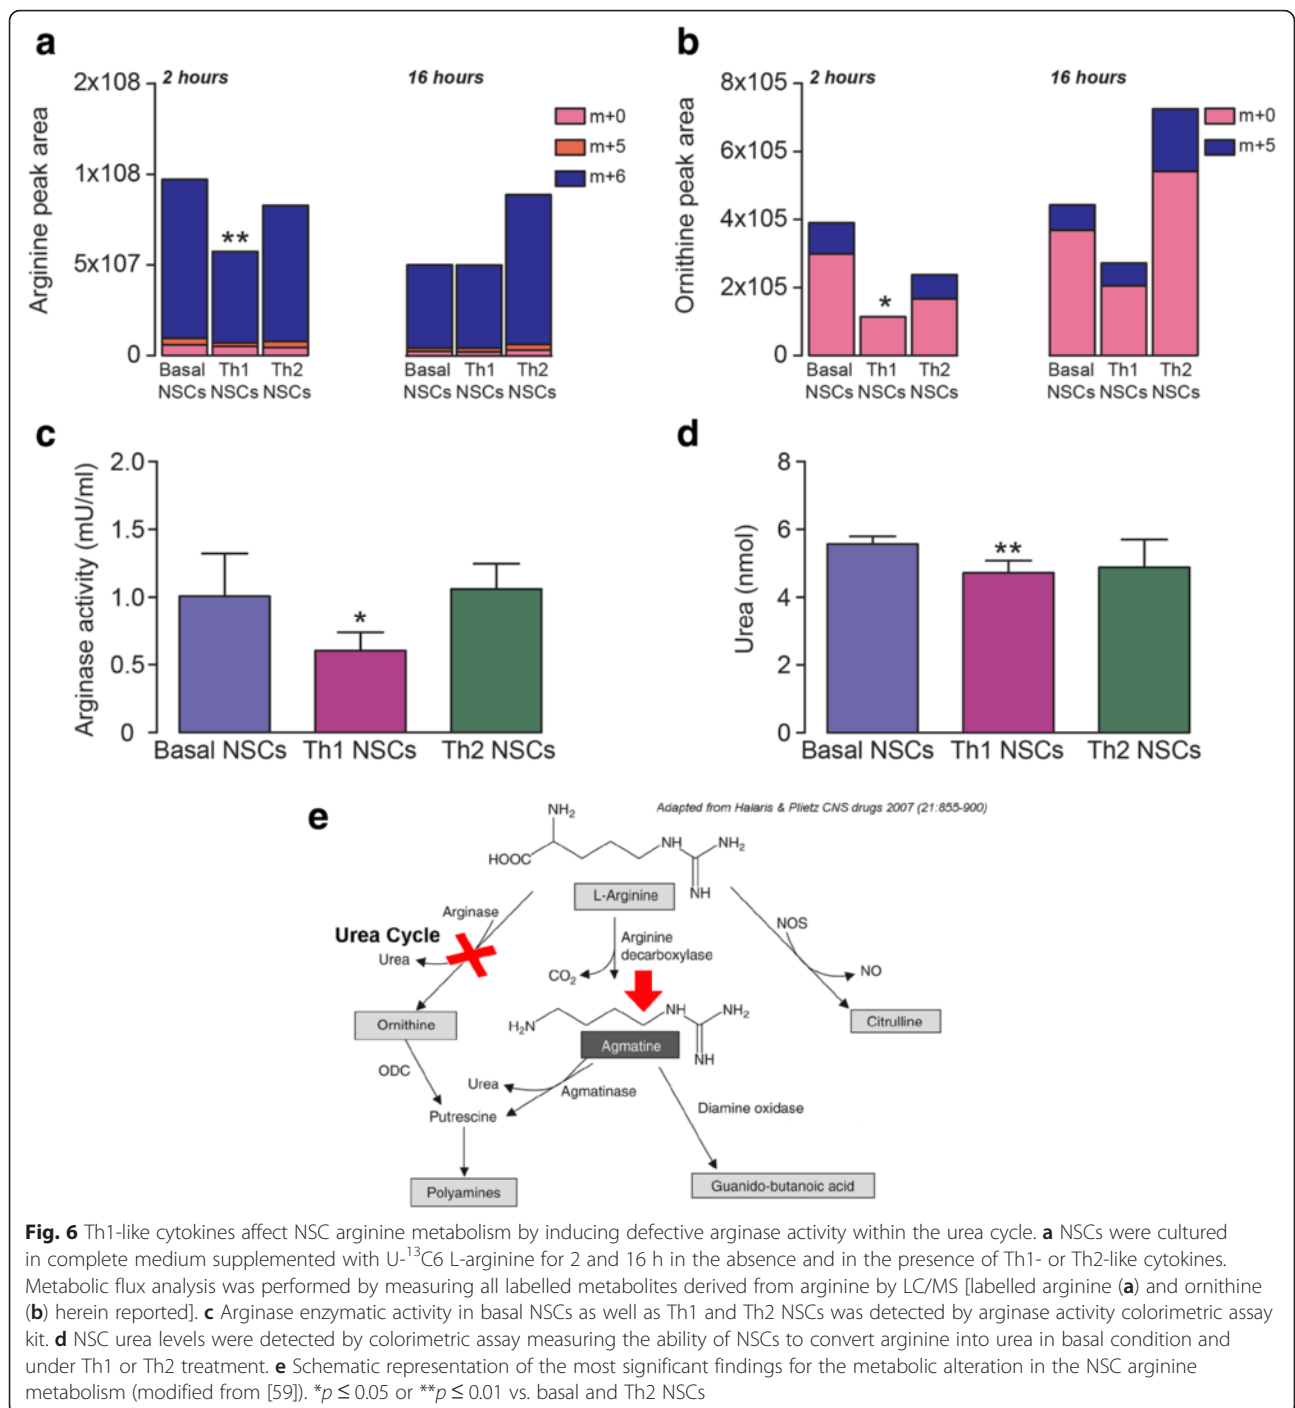 a
2x108
1x108
5x107
0
Arginine peak area
2 hours
16 hours
m+0
m+5
m+6
**
Basal Th1 Th2
NSCs NSCs NSCs
Basal Th1 Th2
NSCs NSCs NSCs
b
8x105
6x105
4x105
2x105
0
Ornithine peak area
2 hours
16 hours
m+0
m+5
*
Basal Th1 Th2
NSCs NSCs NSCs
Basal Th1 Th2
NSCs NSCs NSCs
c
2.0
1.5
1.0
0.5
0
Arginase activity (mU/ml)
*
Basal NSCs Th1 NSCs Th2 NSCs
d
8
6
4
2
0
Urea (nmol)
**
Basal NSCs Th1 NSCs Th2 NSCs
e
Adapted from Halaris & Plietz CNS drugs 2007 (21:855-900)
NH2
HOOC
NH
NH2
NH
L-Arginine
Arginase
Urea Cycle
Urea
Arginine
decarboxylase
CO2
NOS
NO
Ornithine
H2N
NH
NH2
NH
Agmatine
Citrulline
ODC
Urea
Agmatinase
Putrescine
Diamine oxidase
Polyamines
Guanido-butanoic acid
Fig. 6 Th1-like cytokines affect NSC arginine metabolism by inducing defective arginase activity within the urea cycle. a NSCs were cultured
in complete medium supplemented with U-13C6 L-arginine for 2 and 16 h in the absence and in the presence of Th1- or Th2-like cytokines.
Metabolic flux analysis was performed by measuring all labelled metabolites derived from arginine by LC/MS [labelled arginine (a) and ornithine
(b) herein reported]. c Arginase enzymatic activity in basal NSCs as well as Th1 and Th2 NSCs was detected by arginase activity colorimetric assay
kit. d NSC urea levels were detected by colorimetric assay measuring the ability of NSCs to convert arginine into urea in basal condition and
under Th1 or Th2 treatment. e Schematic representation of the most significant findings for the metabolic alteration in the NSC arginine
metabolism (modified from [59]). *p ≤ 0.05 or **p ≤ 0.01 vs. basal and Th2 NSCs